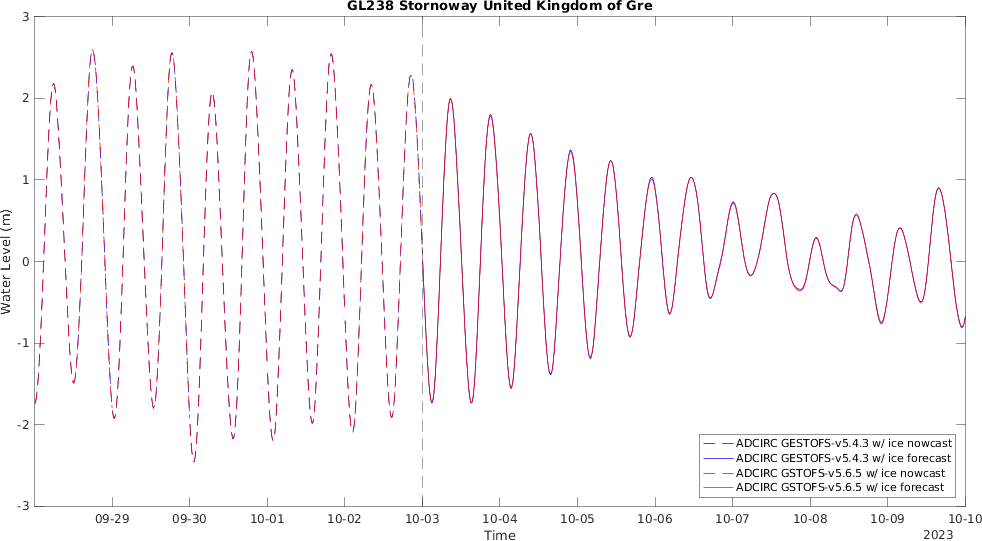 GL238 Stornoway United Kingdom of Gre
3
2
1
0
-1
-2
-3
Water Level (m)
09-29 09-30 10-01 10-02 10-03 10-04 10-05 10-06 10-07 10-08 10-09 10-10
Time
2023
ADCIRC GESTOFS-v5.4.3 w/ ice nowcast
ADCIRC GESTOFS-v5.4.3 w/ ice forecast
ADCIRC GSTOFS-v5.6.5 w/ ice nowcast
ADCIRC GSTOFS-v5.6.5 w/ ice forecast